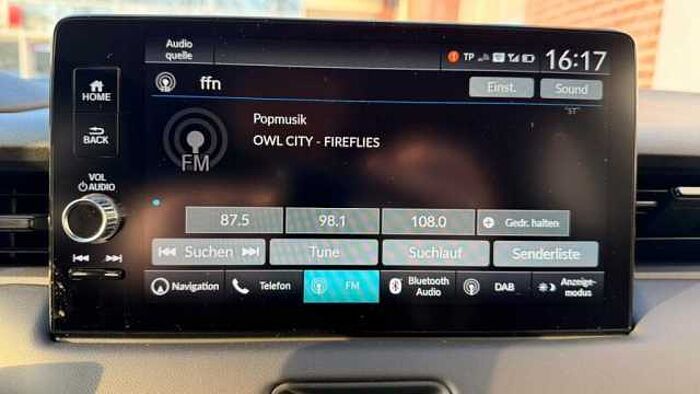 Audio quelle
TP
16:17
HOME
ffn
Einst.
Sound
"ST"
BACK
Popmusik
OWL CITY - FIREFLIES
FM
VOL
AUDIO
87.5
98.1
108.0
Gedr. halten
Suchen
Tune
Suchlauf
Senderliste
Navigation
Telefon
FM
Bluetooth Audio
DAB
Anzeige-
modus